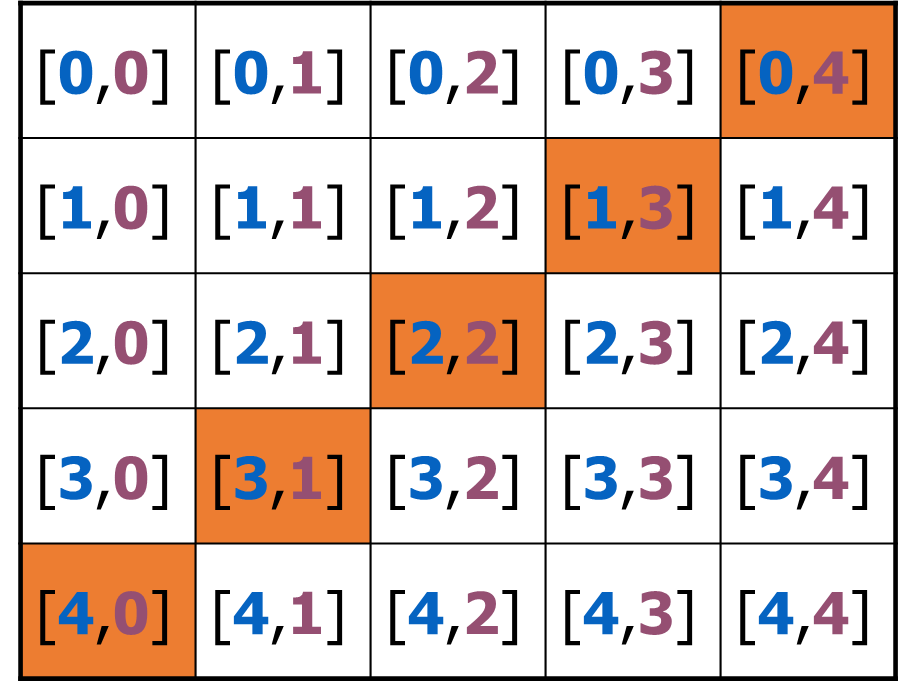 [0,0] [0,1] [0,2] [0,3] [0,4]
[1,0] [1,1] [1,2] [1,3] [1,4]
[2,0] [2,1] [2,2] [2,3] [2,4]
[3,0] [3,1] [3,2] [3,3] [3,4]
[4,0] [4,1] [4,2] [4,3] [4,4]